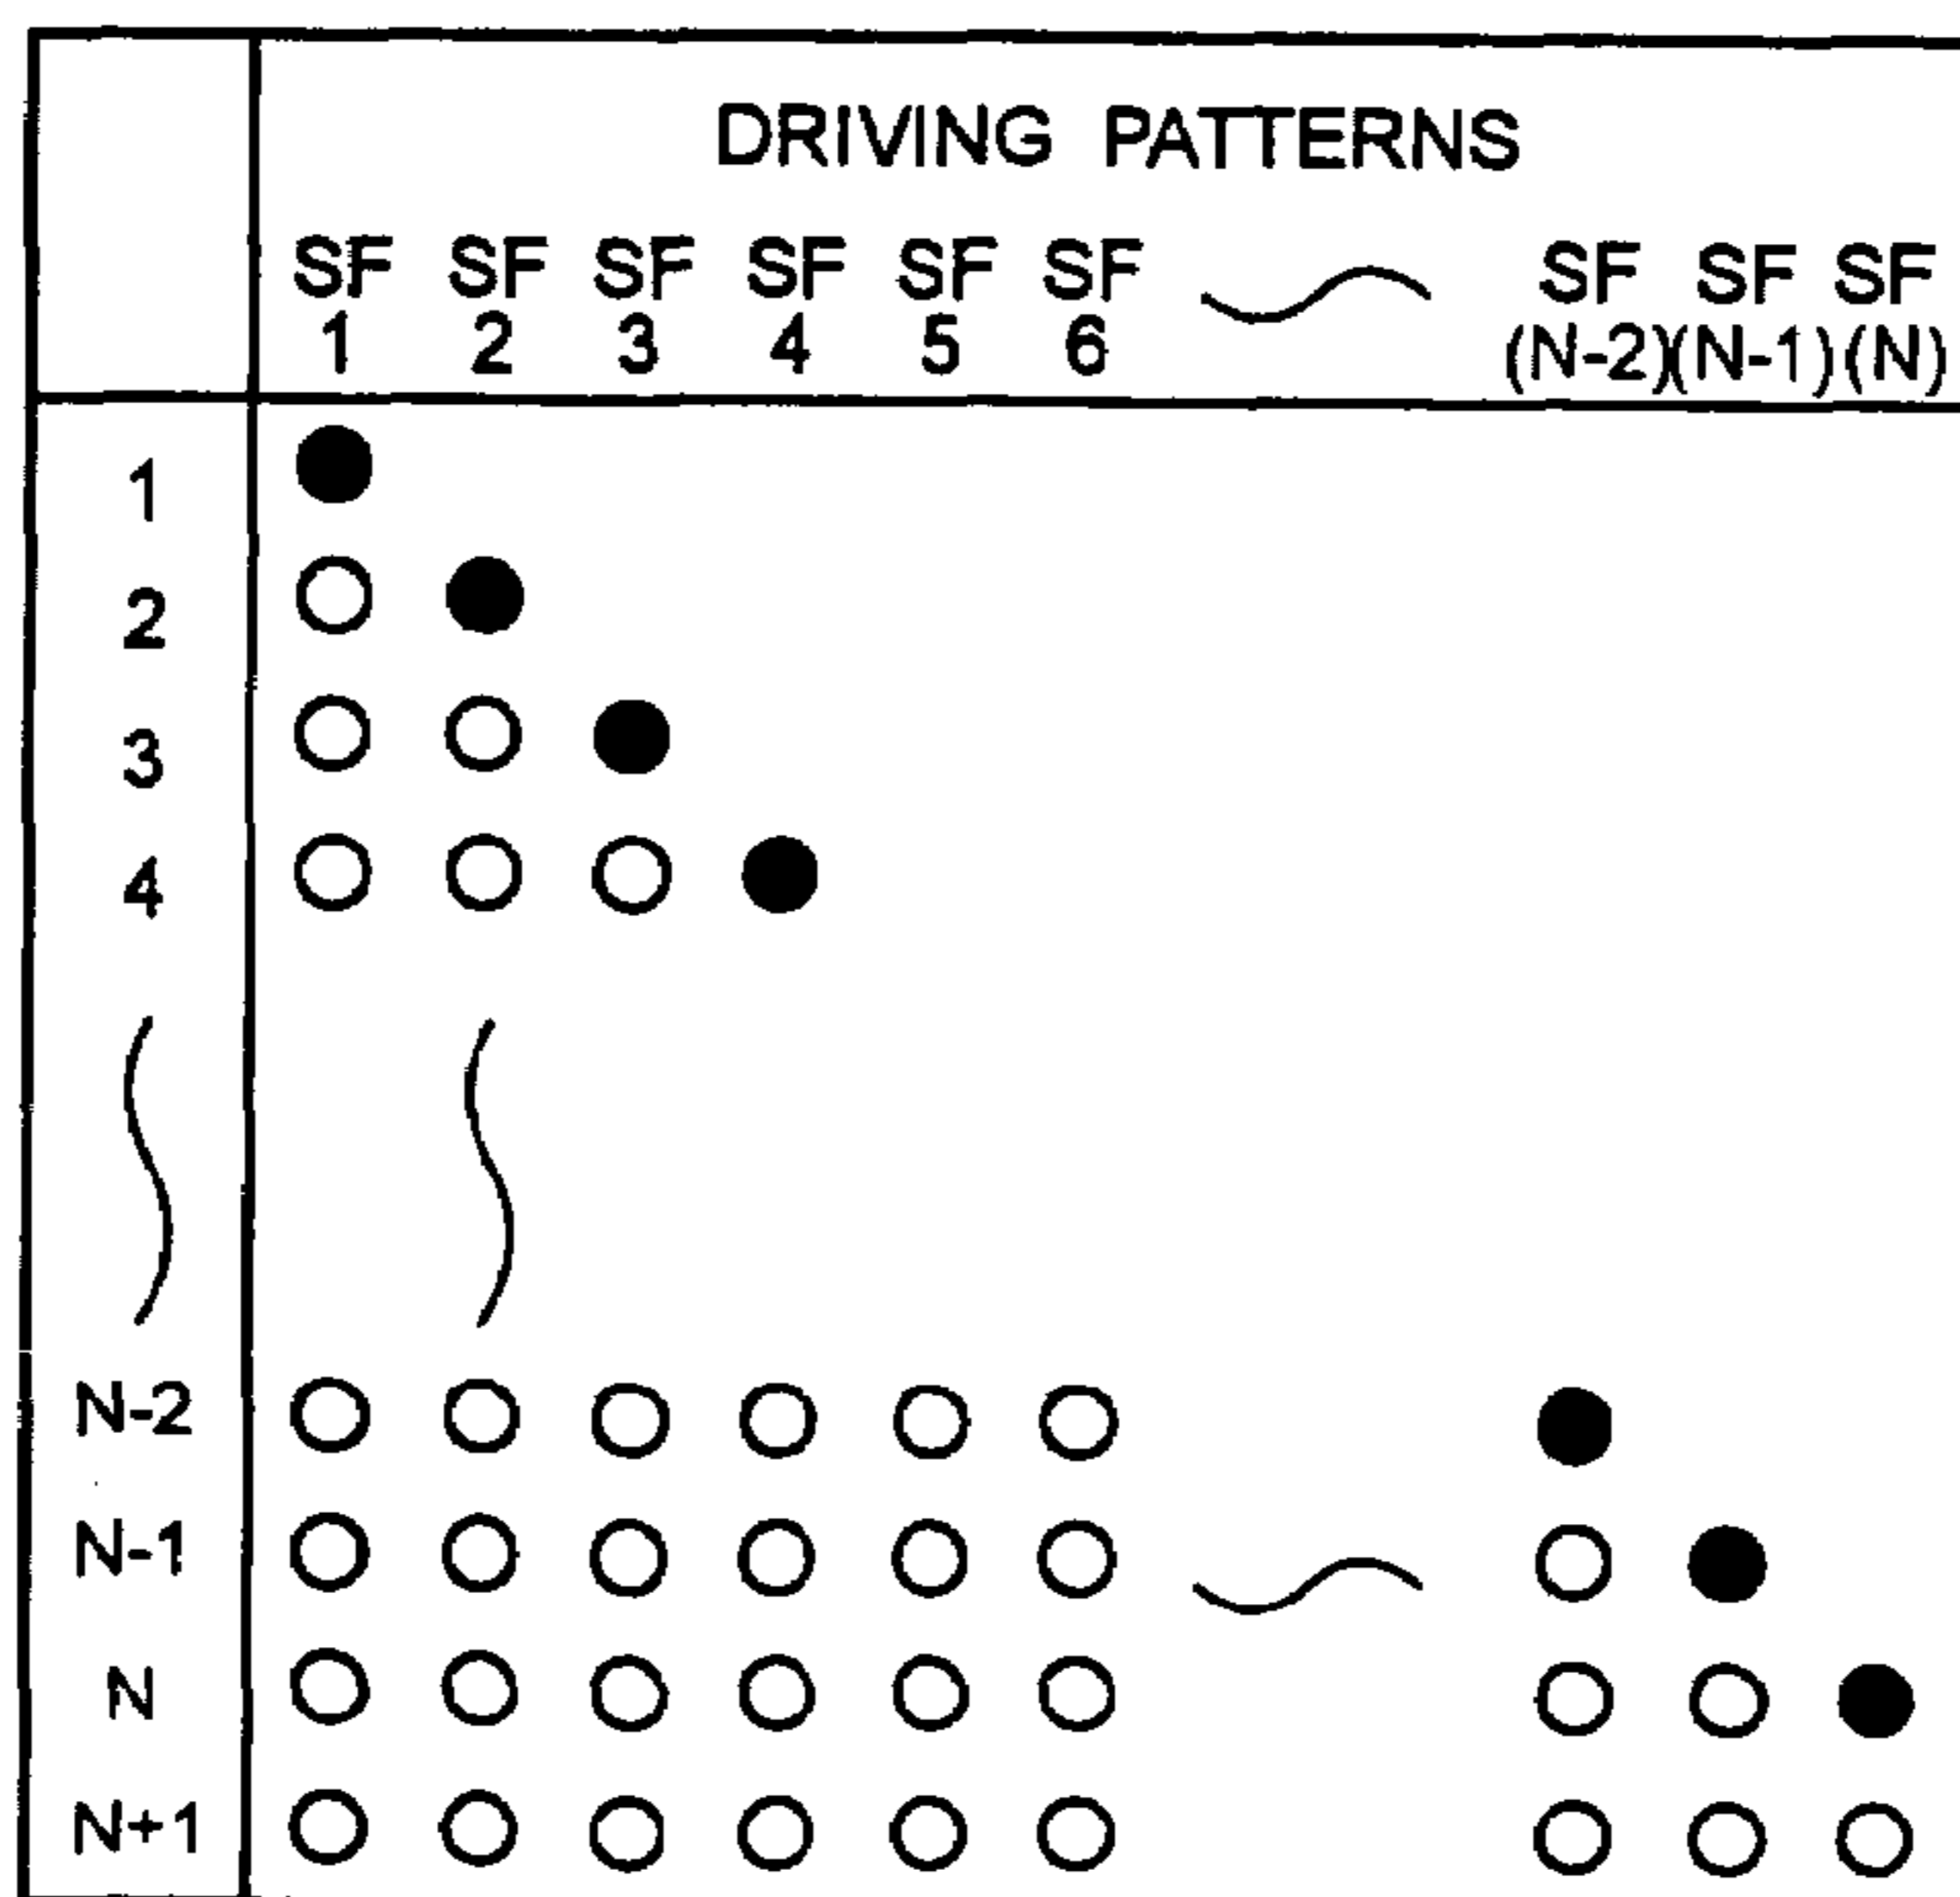 DRIVING PATTERNS
SF SF SF SF SF SF SF SF SF
1 2 3 4 5 6 (N-2) (N-1) (N)
1
2
3
4
N-2
N-1
N
N+1